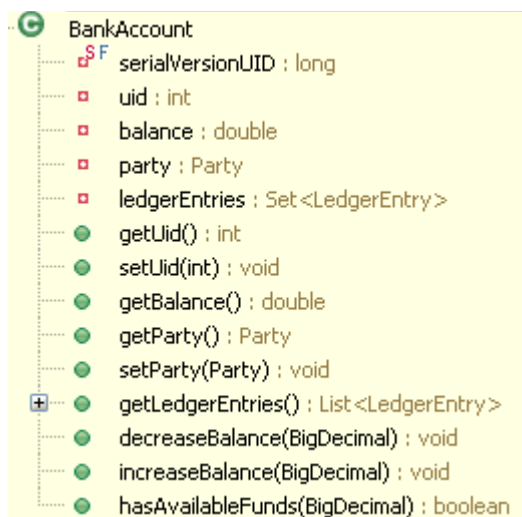 C BankAccount
S F serialVersionUID : long
uid : int
balance : double
party : Party
ledgerEntries : Set<LedgerEntry>
getUid() : int
setUid(int) : void
getBalance() : double
getParty() : Party
setParty(Party) : void
getLedgerEntries() : List<LedgerEntry>
decreaseBalance(BigDecimal) : void
increaseBalance(BigDecimal) : void
hasAvailableFunds(BigDecimal) : boolean